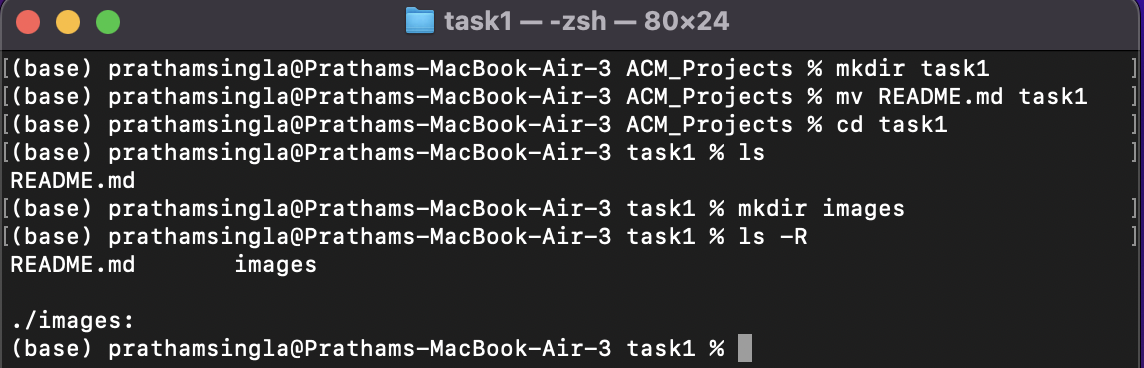 task1 — -zsh — 80×24
[(base) prathamsingla@Prathams-MacBook-Air-3 ACM_Projects % mkdir task1 ]
[(base) prathamsingla@Prathams-MacBook-Air-3 ACM_Projects % mv README.md task1 ]
[(base) prathamsingla@Prathams-MacBook-Air-3 ACM_Projects % cd task1 ]
[(base) prathamsingla@Prathams-MacBook-Air-3 task1 % ls ]
README.md
[(base) prathamsingla@Prathams-MacBook-Air-3 task1 % mkdir images ]
[(base) prathamsingla@Prathams-MacBook-Air-3 task1 % ls -R ]
README.md images
./images:
(base) prathamsingla@Prathams-MacBook-Air-3 task1 %